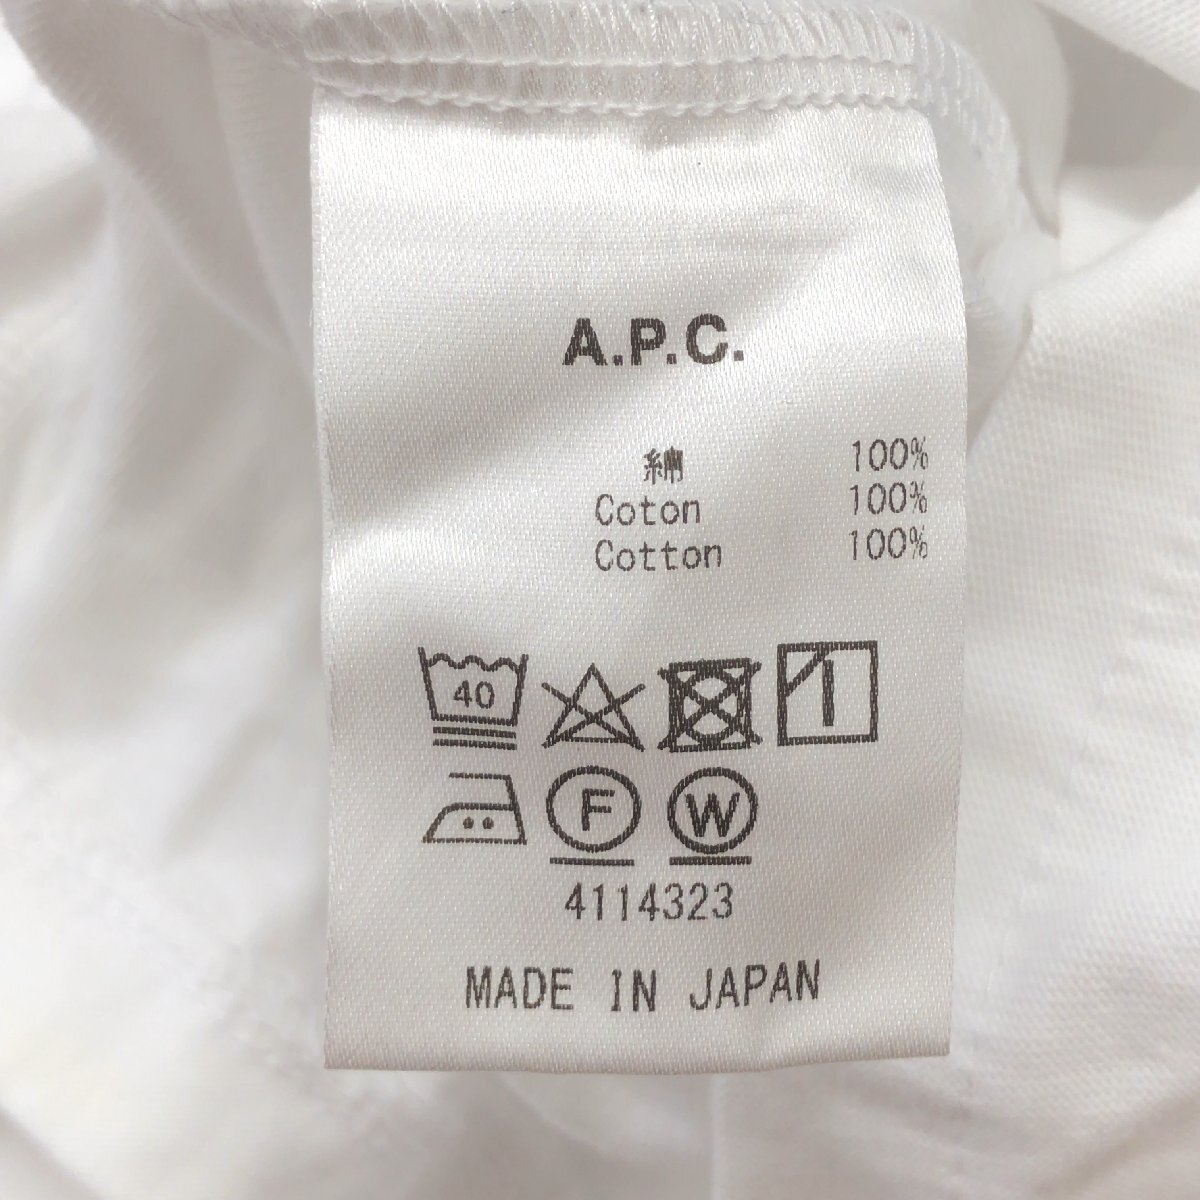 A.P.C.
綿 100%
Coton 100%
Cotton 100%
40
F W
4114323
MADE IN JAPAN